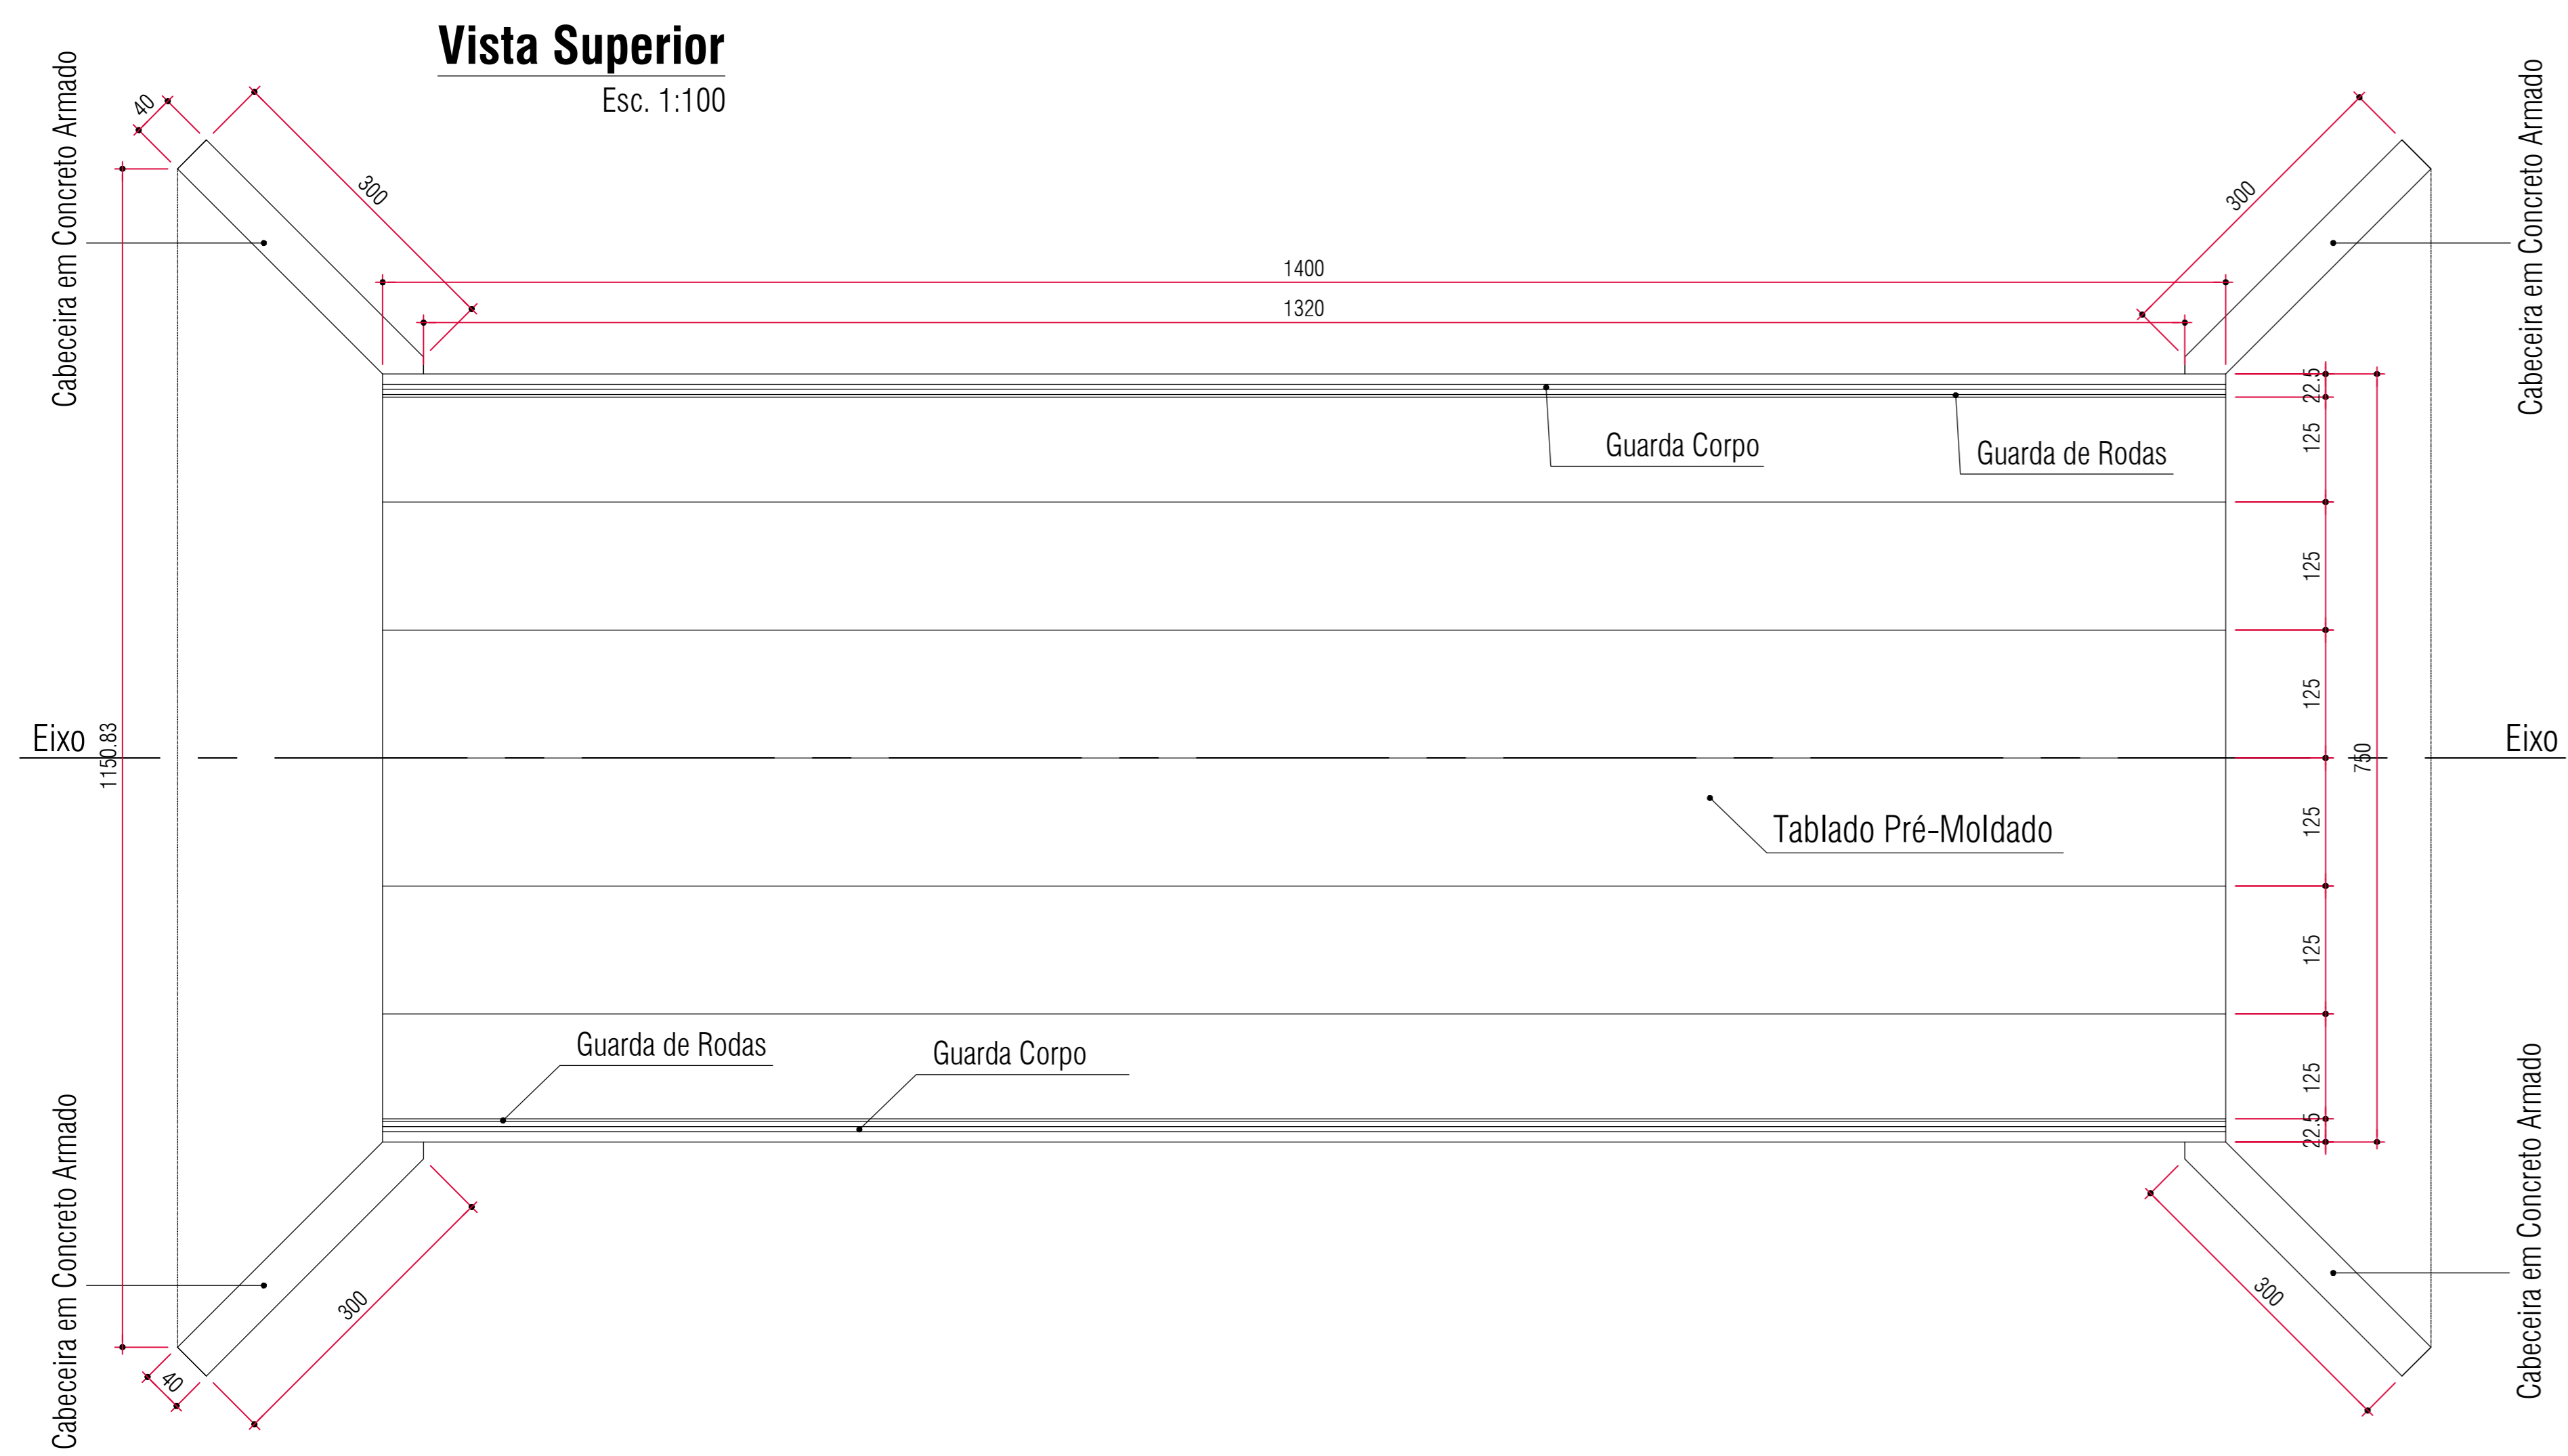 Vista Superior
Esc. 1:100
Cabeceira em Concreto Armado
40
300
300
Cabeceira em Concreto Armado
1400
1320
22.5
125
Guarda Corpo
Guarda de Rodas
125
125
Eixo
1150.83
750
Eixo
125
Tablado Pré-Moldado
125
Guarda de Rodas
Guarda Corpo
125
22.5
Cabeceira em Concreto Armado
300
40
300
Cabeceira em Concreto Armado